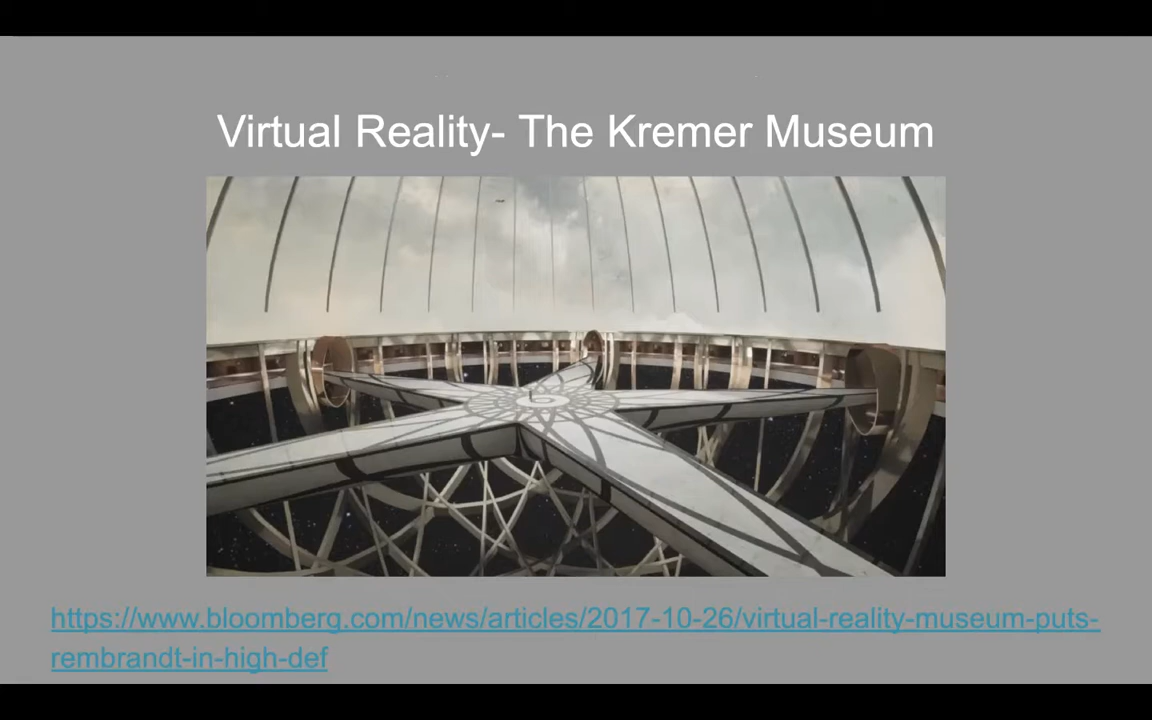 Virtual Reality- The Kremer Museum
https://www.bloomberg.com/news/articles/2017-10-26/virtual-reality-museum-puts-
rembrandt-in-high-def